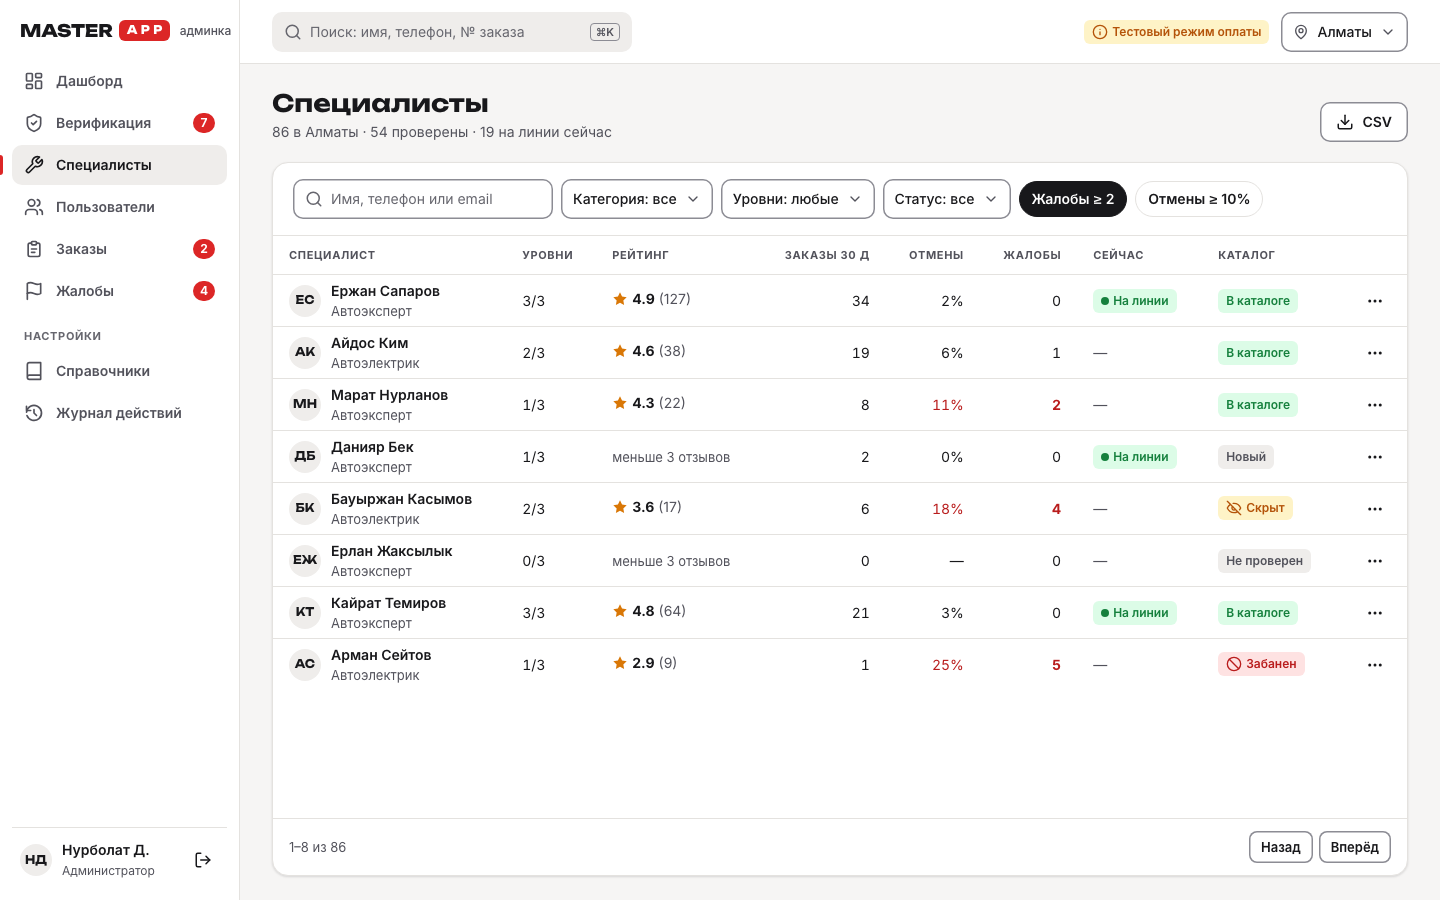 MASTER APP админка
Поиск: имя, телефон, № заказа ⌘K
Тестовый режим оплаты
Алматы
Дашборд
Верификация 7
Специалисты
Пользователи
Заказы 2
Жалобы 4
НАСТРОЙКИ
Справочники
Журнал действий
НД Нурболат Д.
Администратор
Специалисты
86 в Алматы · 54 проверены · 19 на линии сейчас
CSV
Имя, телефон или email Категория: все Уровни: любые Статус: все Жалобы ≥ 2 Отмены ≥ 10%
СПЕЦИАЛИСТ УРОВНИ РЕЙТИНГ ЗАКАЗЫ 30 Д ОТМЕНЫ ЖАЛОБЫ СЕЙЧАС КАТАЛОГ
ЕС Ержан Сапаров 3/3 4.9 (127) 34 2% 0 На линии В каталоге
Автоэксперт
АК Айдос Ким 2/3 4.6 (38) 19 6% 1 — В каталоге
Автоэлектрик
МН Марат Нурланов 1/3 4.3 (22) 8 11% 2 — В каталоге
Автоэксперт
ДБ Данияр Бек 1/3 меньше 3 отзывов 2 0% 0 На линии Новый
Автоэксперт
БК Бауыржан Касымов 2/3 3.6 (17) 6 18% 4 — Скрыт
Автоэлектрик
ЕЖ Ерлан Жаксылык 0/3 меньше 3 отзывов 0 — 0 — Не проверен
Автоэксперт
КТ Кайрат Темиров 3/3 4.8 (64) 21 3% 0 На линии В каталоге
Автоэксперт
АС Арман Сейтов 1/3 2.9 (9) 1 25% 5 — Забанен
Автоэлектрик
1–8 из 86 Назад Вперёд